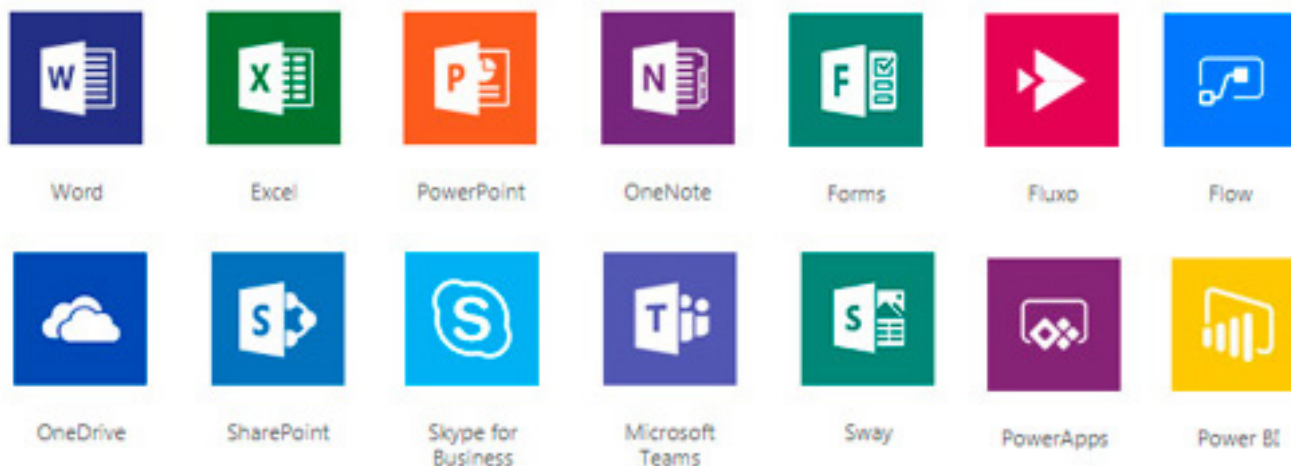 W
X
P
N
F
Word
Excel
PowerPoint
OneNote
Forms
Fluxo
Flow
S
S
T
S
OneDrive
SharePoint
Skype for
Business
Microsoft
Teams
Sway
PowerApps
Power BI